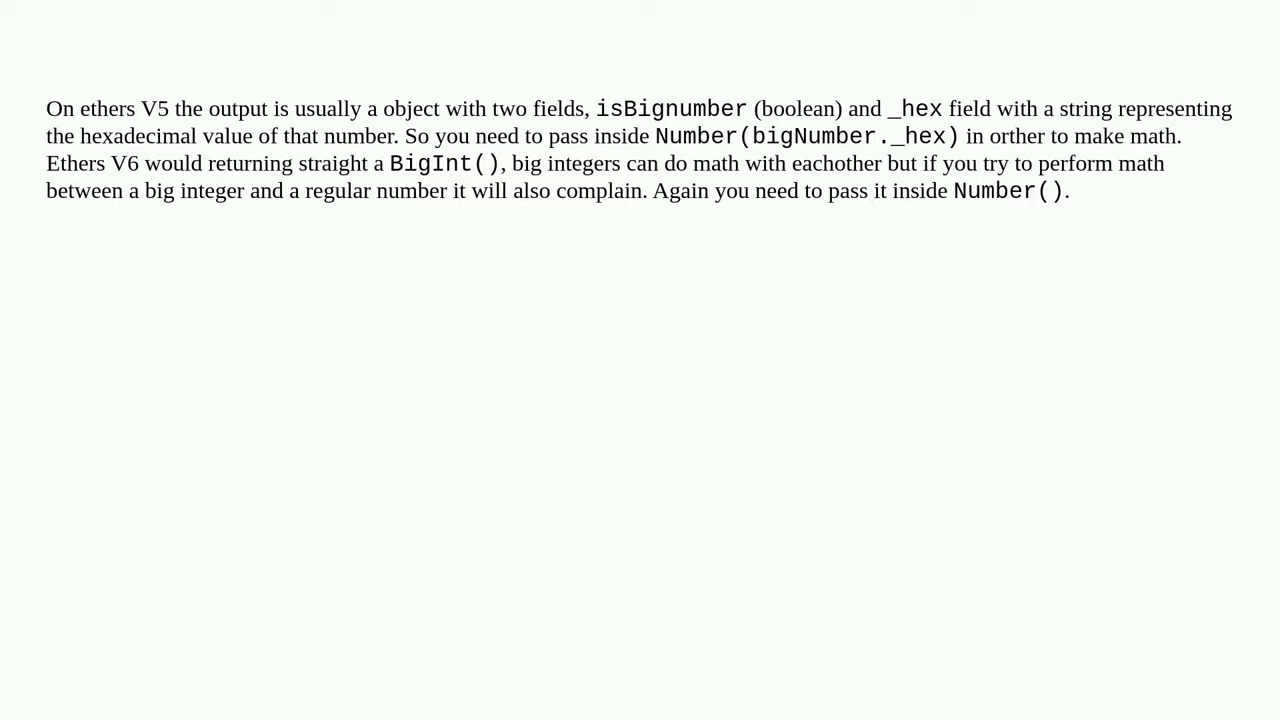 On ethers V5 the output is usually a object with two fields, isBignumber (boolean) and _hex field with a string representing
the hexadecimal value of that number. So you need to pass inside Number(bigNumber._hex) in orther to make math.
Ethers V6 would returning straight a BigInt(), big integers can do math with eachother but if you try to perform math
between a big integer and a regular number it will also complain. Again you need to pass it inside Number().